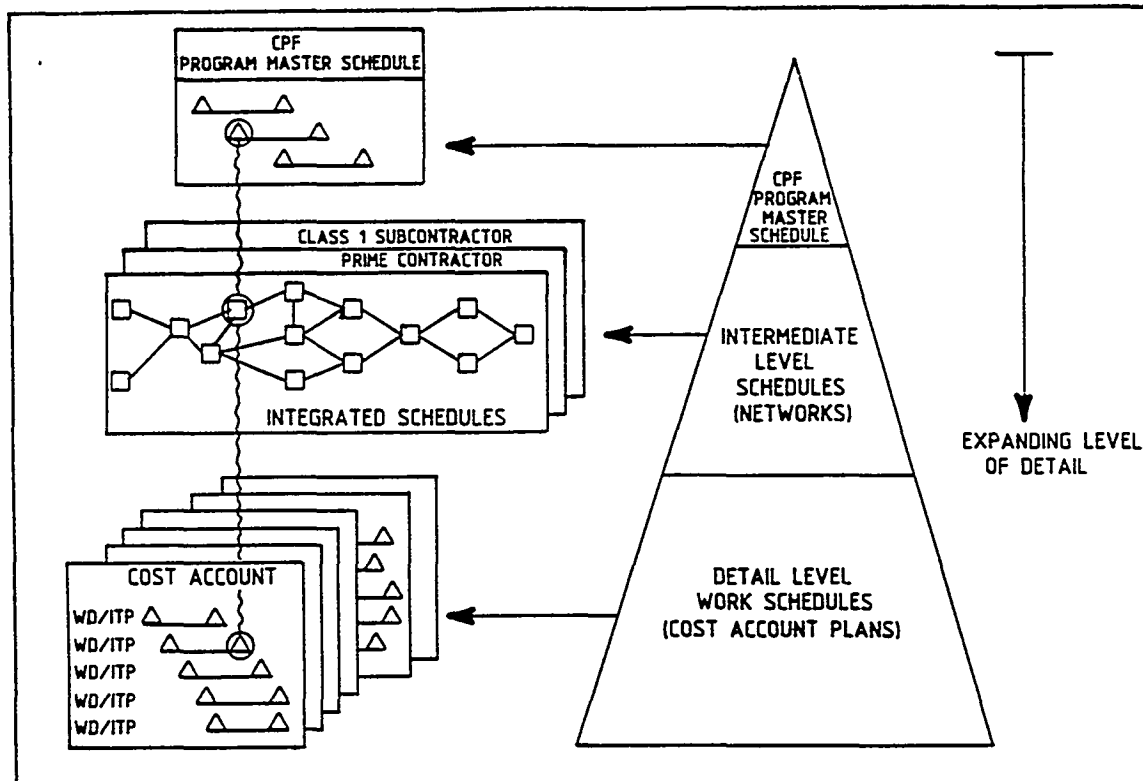 CPF
PROGRAM MASTER SCHEDULE
CLASS 1 SUBCONTRACTOR
PRIME CONTRACTOR
INTEGRATED SCHEDULES
COST ACCOUNT
WD/ITP
WD/ITP
WD/ITP
WD/ITP
WD/ITP
CPF
PROGRAM
MASTER
SCHEDULE
INTERMEDIATE
LEVEL
SCHEDULES
(NETWORKS)
DETAIL LEVEL
WORK SCHEDULES
(COST ACCOUNT PLANS)
EXPANDING LEVEL
OF DETAIL